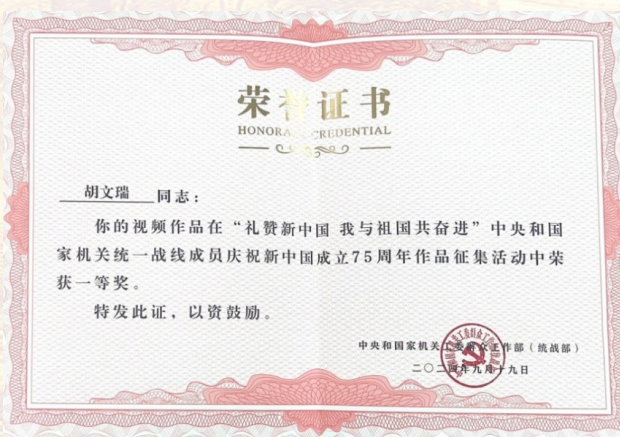 荣誉证书
HONORARY CREDENTIAL
胡文瑞 同志：
你的视频作品在“礼赞新中国 我与祖国共奋进”中央和国
家机关统一战线成员庆祝新中国成立75周年作品征集活动中荣
获一等奖。
特发此证，以资鼓励。
中央和国家机关工委群众工作部（统战部）
二〇二四年九月十九日